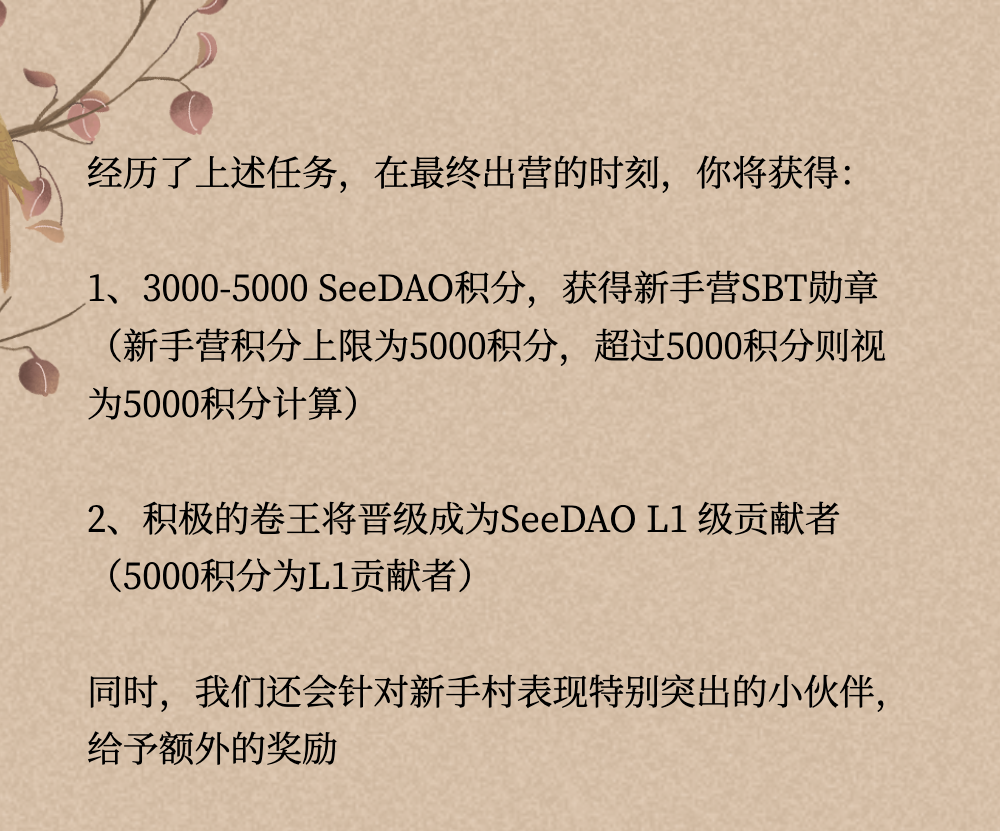 经历了上述任务，在最终出营的时刻，你将获得：
1、3000-5000 SeeDAO积分，获得新手营SBT勋章
（新手营积分上限为5000积分，超过5000积分则视
为5000积分计算）
2、积极的卷王将晋级成为SeeDAO L1 级贡献者
（5000积分为L1贡献者）
同时，我们还会针对新手村表现特别突出的小伙伴，
给予额外的奖励